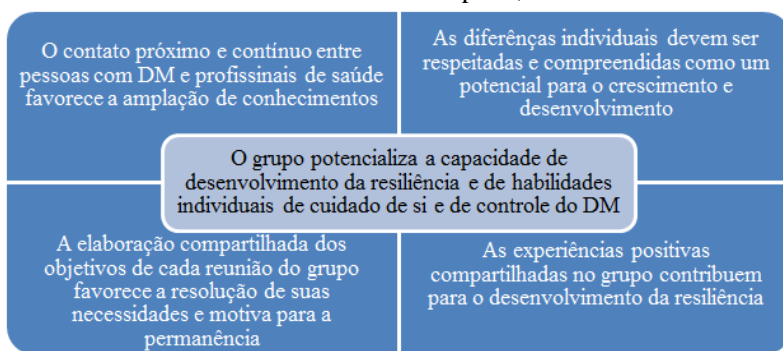 O contato próximo e contínuo entre
pessoas com DM e profissinais de saúde
favorece a amplação de conhecimentos
As diferênças individuais devem ser
respeitadas e compreendidas como um
potencial para o crescimento e
desenvolvimento
O grupo potencializa a capacidade de
desenvolvimento da resiliência e de habilidades
individuais de cuidado de si e de controle do DM
A elaboração compartilhada dos
objetivos de cada reunião do grupo
favorece a resolução de suas
necessidades e motiva para a
permanência
As experiências positivas
compartilhadas no grupo contribuem
para o desenvolvimento da resiliência